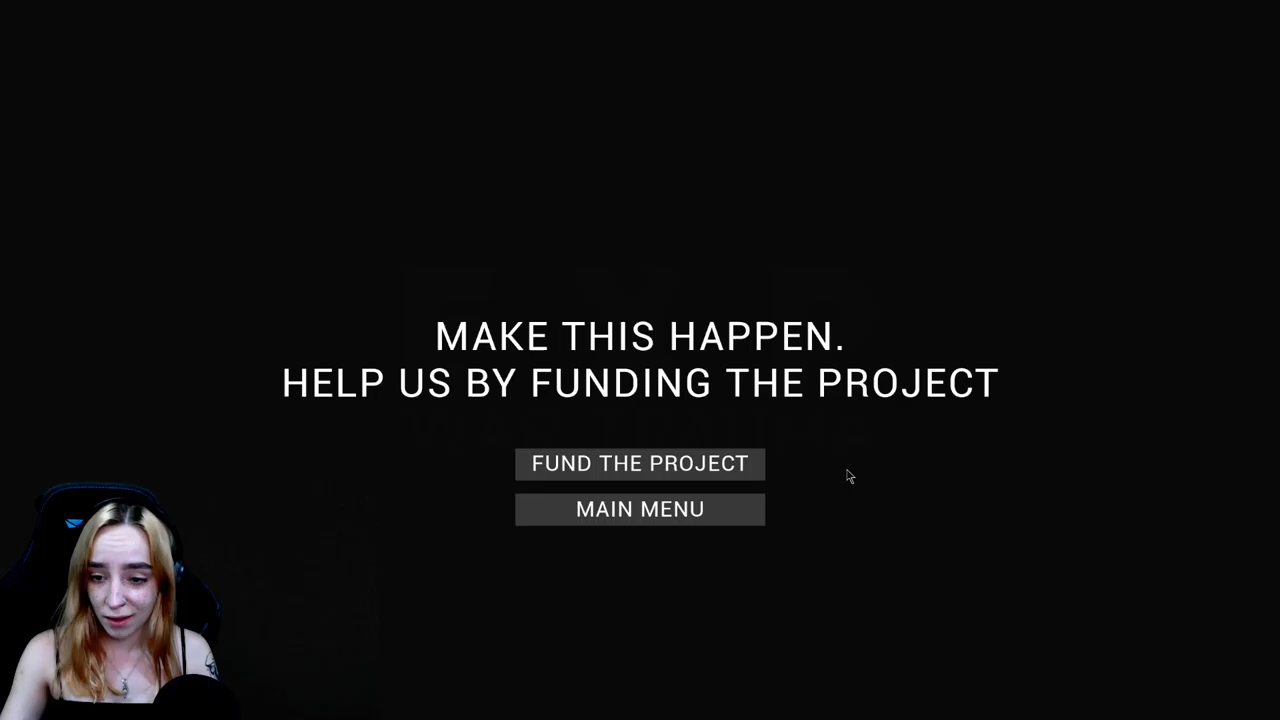 MAKE THIS HAPPEN.
HELP US BY FUNDING THE PROJECT
FUND THE PROJECT
MAIN MENU